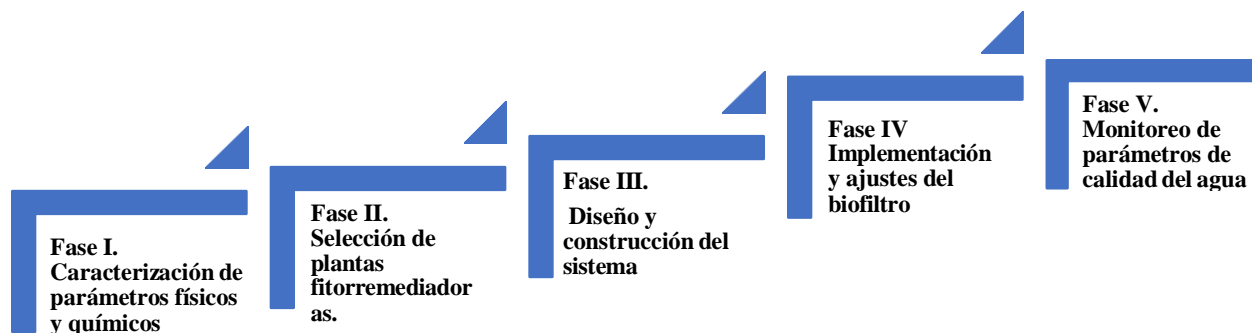 Fase I.
Caracterización de
parámetros físicos
y químicos
Fase II.
Selección de
plantas
fitorremediador
as.
Fase III.
Diseño y
construcción del
sistema
Fase IV
Implementación
y ajustes del
biofiltro
Fase V.
Monitoreo de
parámetros de
calidad del agua